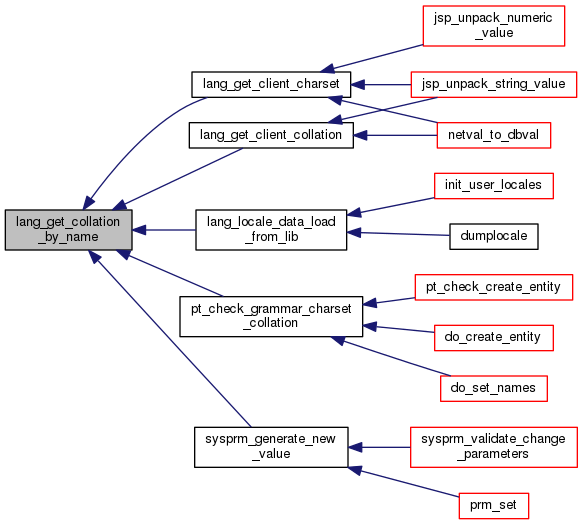 jsp_unpack_numeric
_value
lang_get_client_charset
jsp_unpack_string_value
lang_get_client_collation
netval_to_dbval
init_user_locales
lang_get_collation
_by_name
lang_locale_data_load
_from_lib
dumplocale
pt_check_create_entity
pt_check_grammar_charset
_collation
do_create_entity
do_set_names
sysprm_generate_new
_value
sysprm_validate_change
_parameters
prm_set